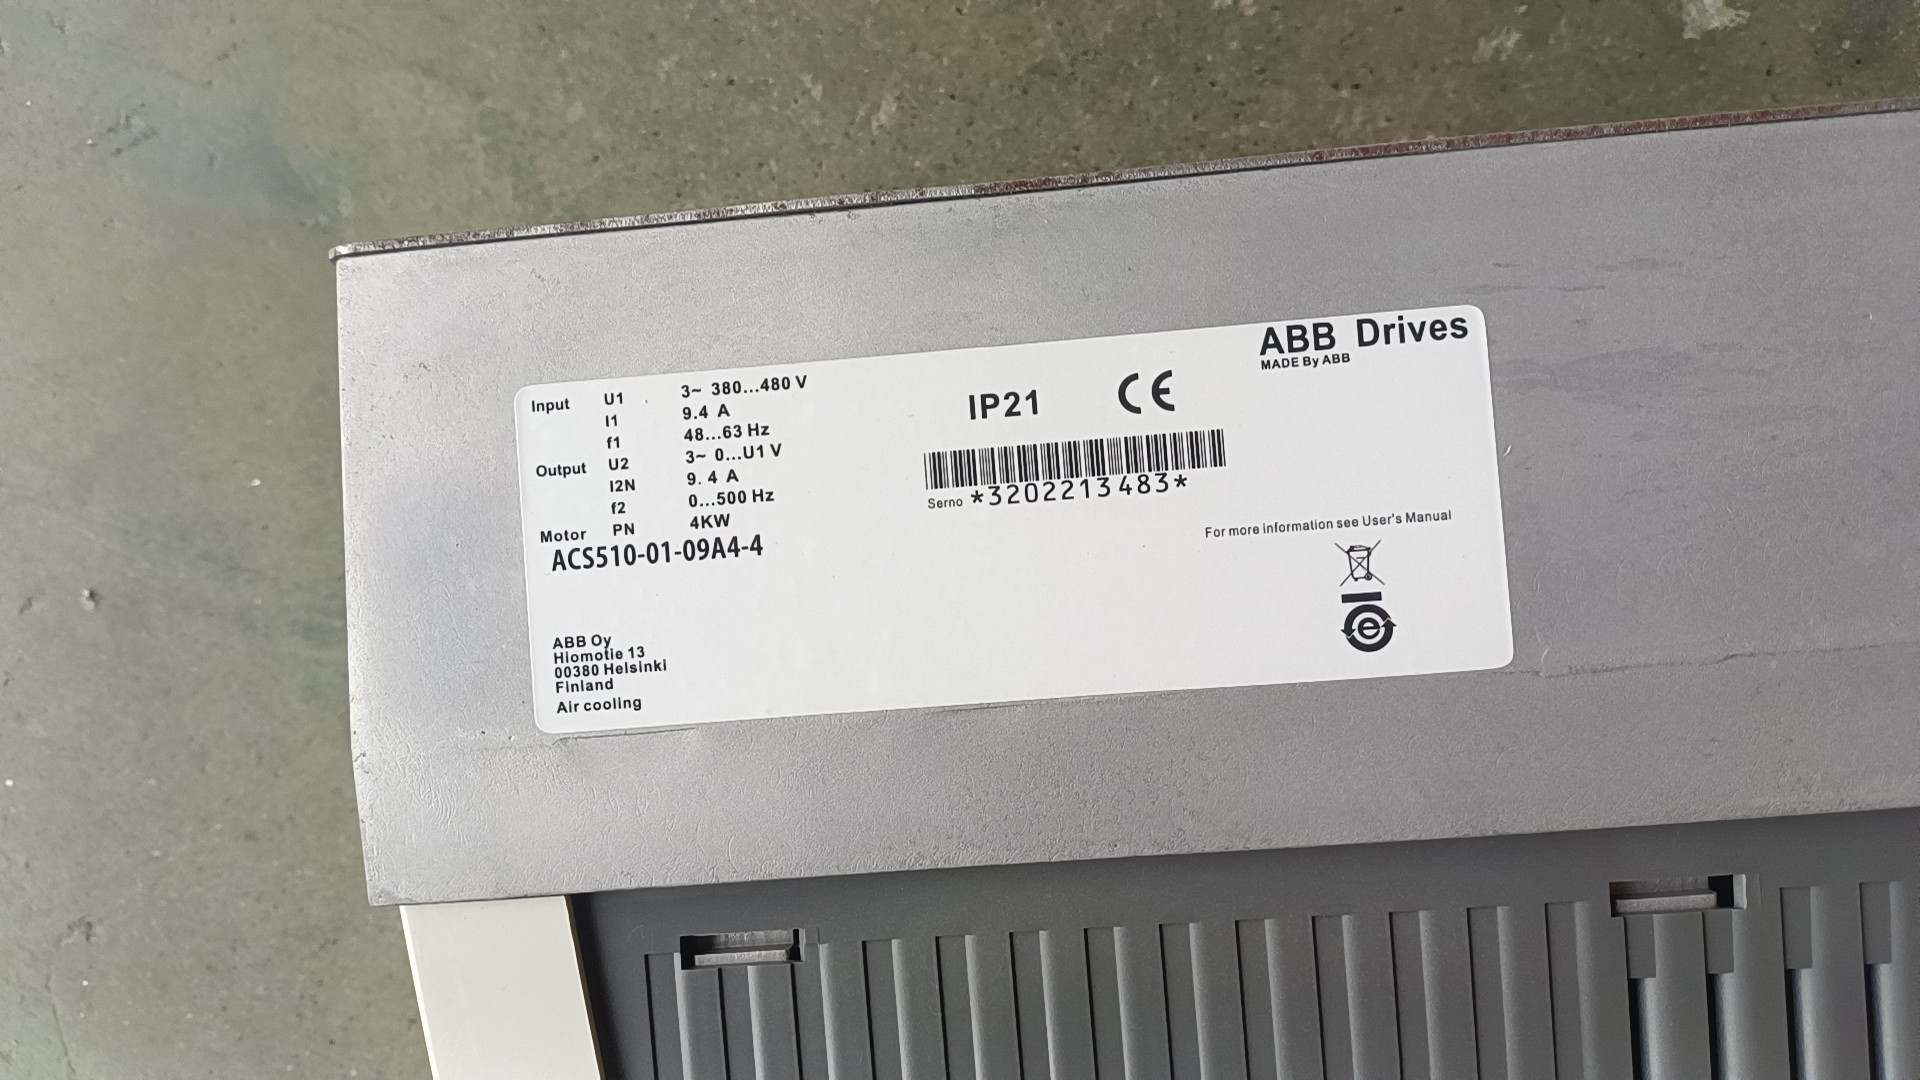 ABB Drives
MADE By ABB
Input U1 3~ 380...480 V
I1 9.4 A
f1 48...63 Hz
Output U2 3~ 0...U1 V
I2N 9. 4 A
f2 0...500 Hz
Motor PN 4KW
ACS510-01-09A4-4
IP21 CE
Serno *3202213483*
For more information see User's Manual
e
ABB Oy
Hiomotie 13
00380 Helsinki
Finland
Air cooling